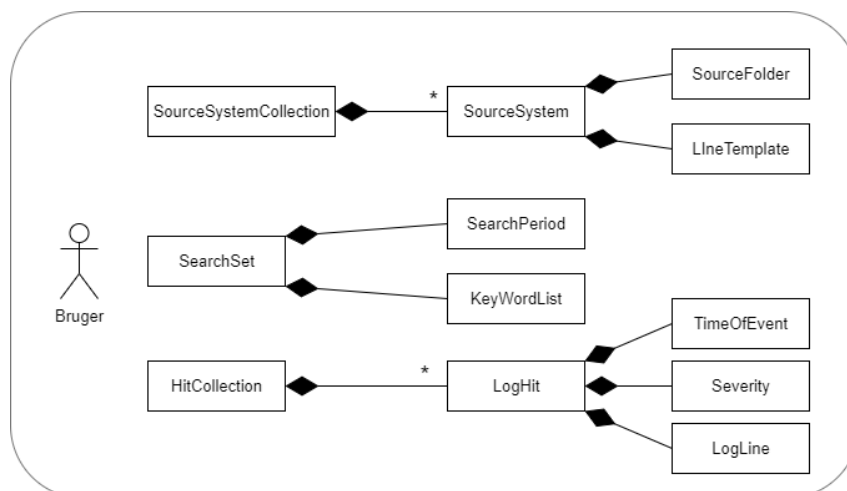 SourceFolder
SourceSystemCollection
*
SourceSystem
LIneTemplate
SearchPeriod
SearchSet
KeyWordList
Bruger
TimeOfEvent
HitCollection
*
LogHit
Severity
LogLine